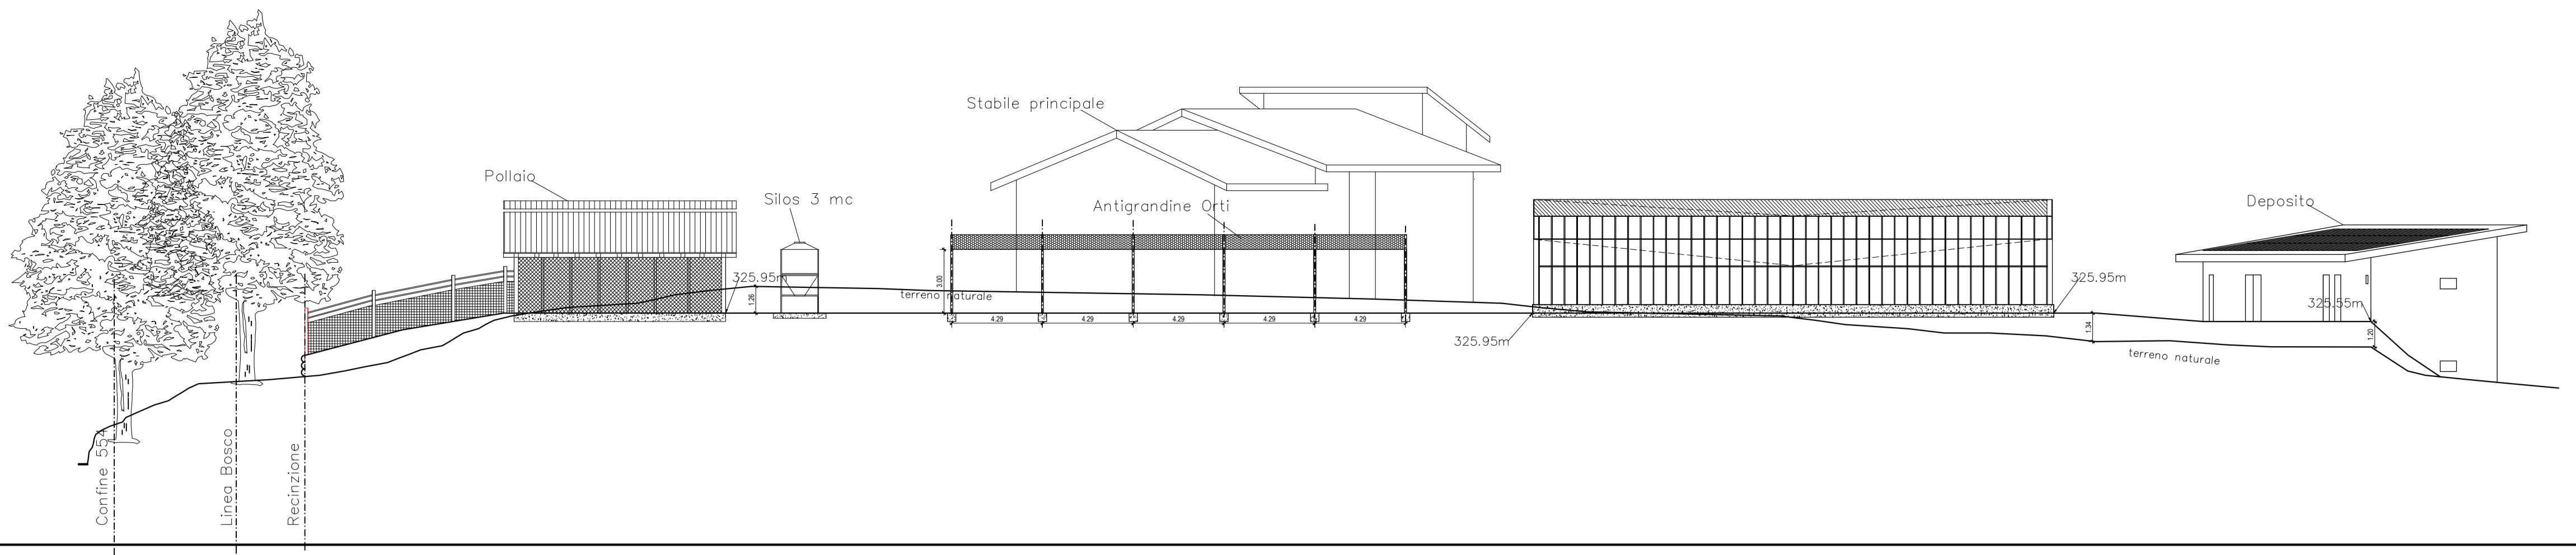 Stabile principale
Pollaio
Silos 3 mc
Antigrandine Orti
Deposito
325.95m
325.95m
3.00
terreno naturale
1.26
325.55m
4.29
4.29
4.29
4.29
4.29
1.34
1.20
325.95m
terreno naturale
Confine 554
Linea Bosco
Recinzione